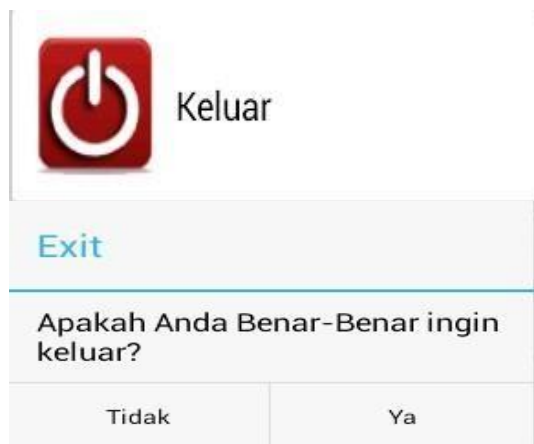 Keluar
Exit
Apakah Anda Benar-Benar ingin
keluar?
Tidak
Ya